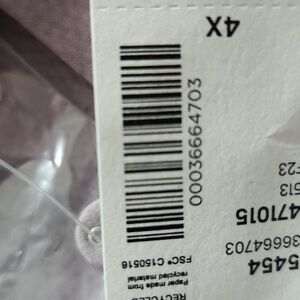 4X
00036664703
F23
513
471015
36664703
5454
FSC® C150516
recycled material
Paper made from
RECYCLED